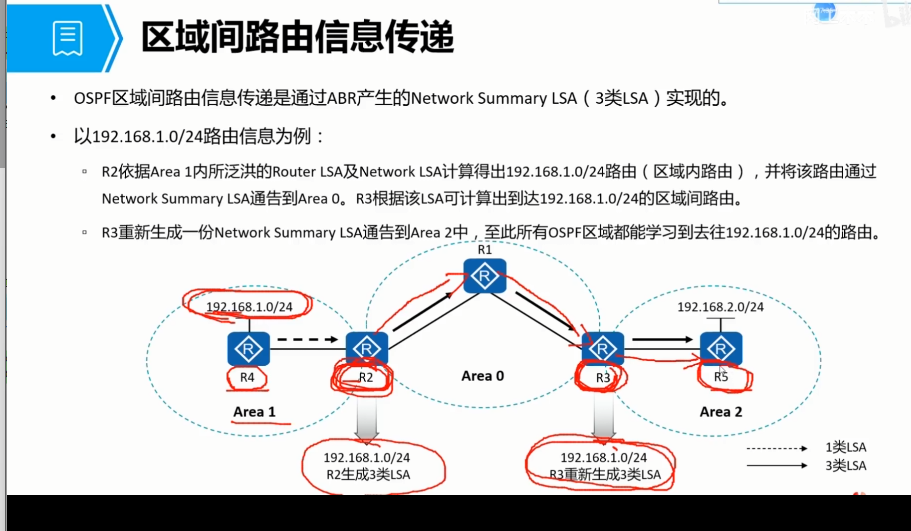 区域间路由信息传递
• OSPF区域间路由信息传递是通过ABR产生的Network Summary LSA（3类LSA）实现的。
• 以192.168.1.0/24路由信息为例：
▫ R2依据Area 1内所泛洪的Router LSA及Network LSA计算得出192.168.1.0/24路由（区域内路由），并将该路由通过
Network Summary LSA通告到Area 0。R3根据该LSA可计算出到达192.168.1.0/24的区域间路由。
▫ R3重新生成一份Network Summary LSA通告到Area 2中，至此所有OSPF区域都能学习到去往192.168.1.0/24的路由。
R1
R
192.168.1.0/24
192.168.2.0/24
R R R R
R4 R2 R3 R5
Area 0
Area 1
Area 2
192.168.1.0/24
R2生成3类LSA
192.168.1.0/24
R3重新生成3类LSA
1类LSA
3类LSA